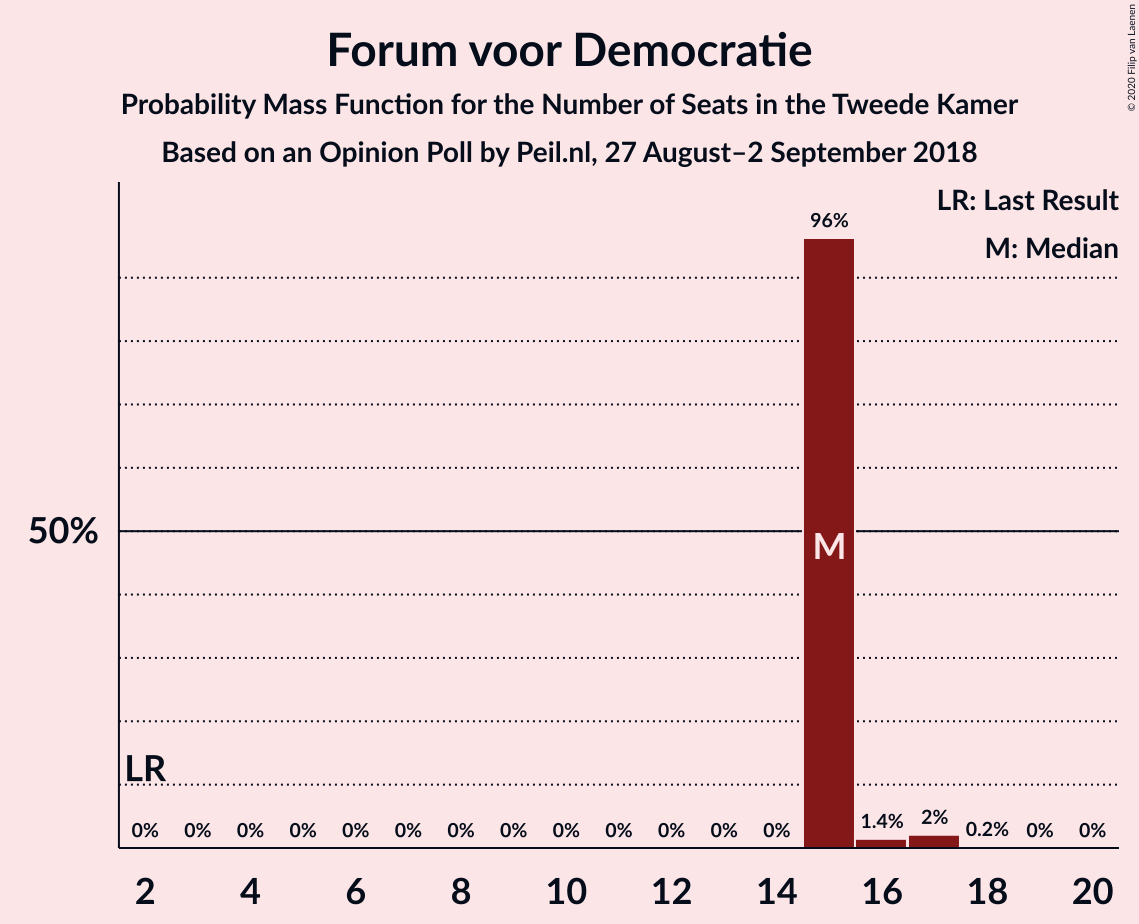 Forum voor Democratie
Probability Mass Function for the Number of Seats in the Tweede Kamer
Based on an Opinion Poll by Peil.nl, 27 August–2 September 2018
© 2020 Filip van Laenen
LR: Last Result
M: Median
96%
50%
M
LR
0% 0% 0% 0% 0% 0% 0% 0% 0% 0% 0% 0% 0% 1.4% 2% 0.2% 0% 0%
2 4 6 8 10 12 14 16 18 20